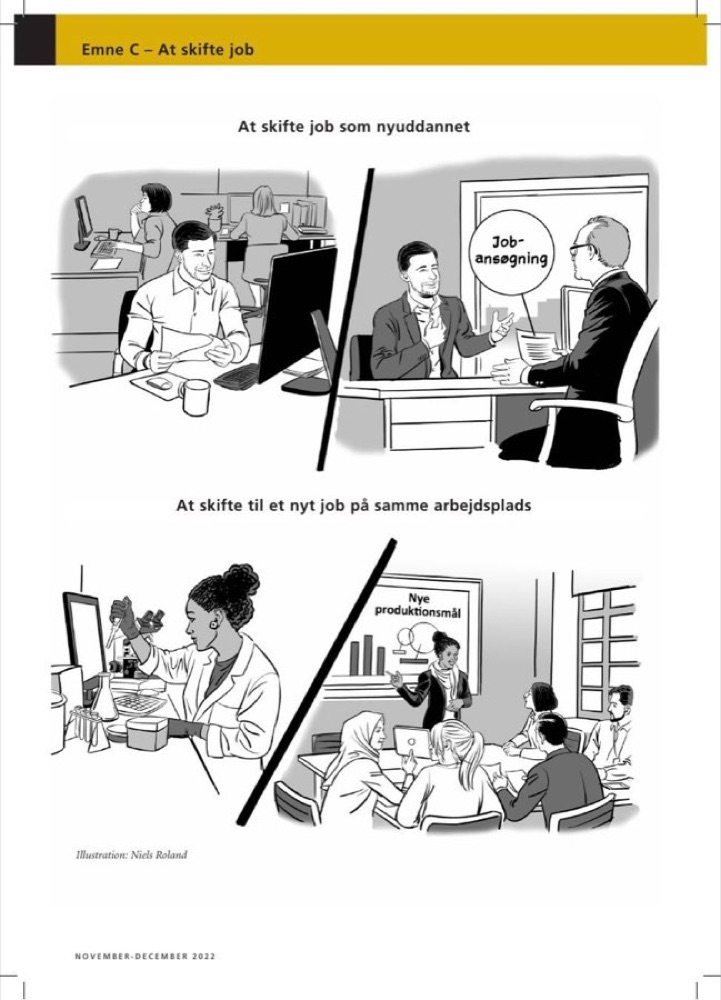 Emne C – At skifte job
At skifte job som nyuddannet
Job-
ansøgning
At skifte til et nyt job på samme arbejdsplads
Nye
produktionsmål
Illustration: Niels Roland
NOVEMBER-DECEMBER 2022